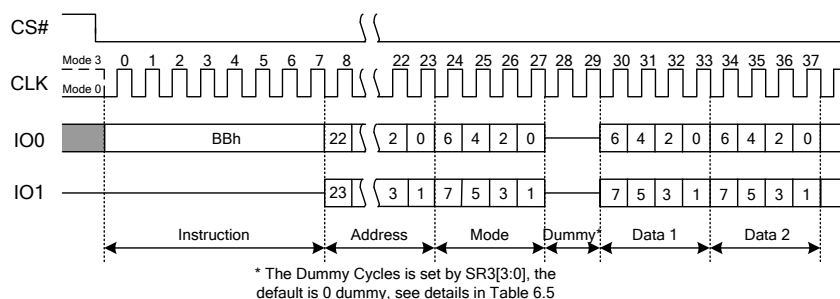 CS#
Mode 3 0 1 2 3 4 5 6 7 8 22 23 24 25 26 27 28 29 30 31 32 33 34 35 36 37
CLK
Mode 0
IO0 BBh 22 2 0 6 4 2 0 6 4 2 0 6 4 2 0
IO1 23 3 1 7 5 3 1 7 5 3 1 7 5 3 1
Instruction Address Mode Dummy* Data 1 Data 2
* The Dummy Cycles is set by SR3[3:0], the
default is 0 dummy, see details in Table 6.5